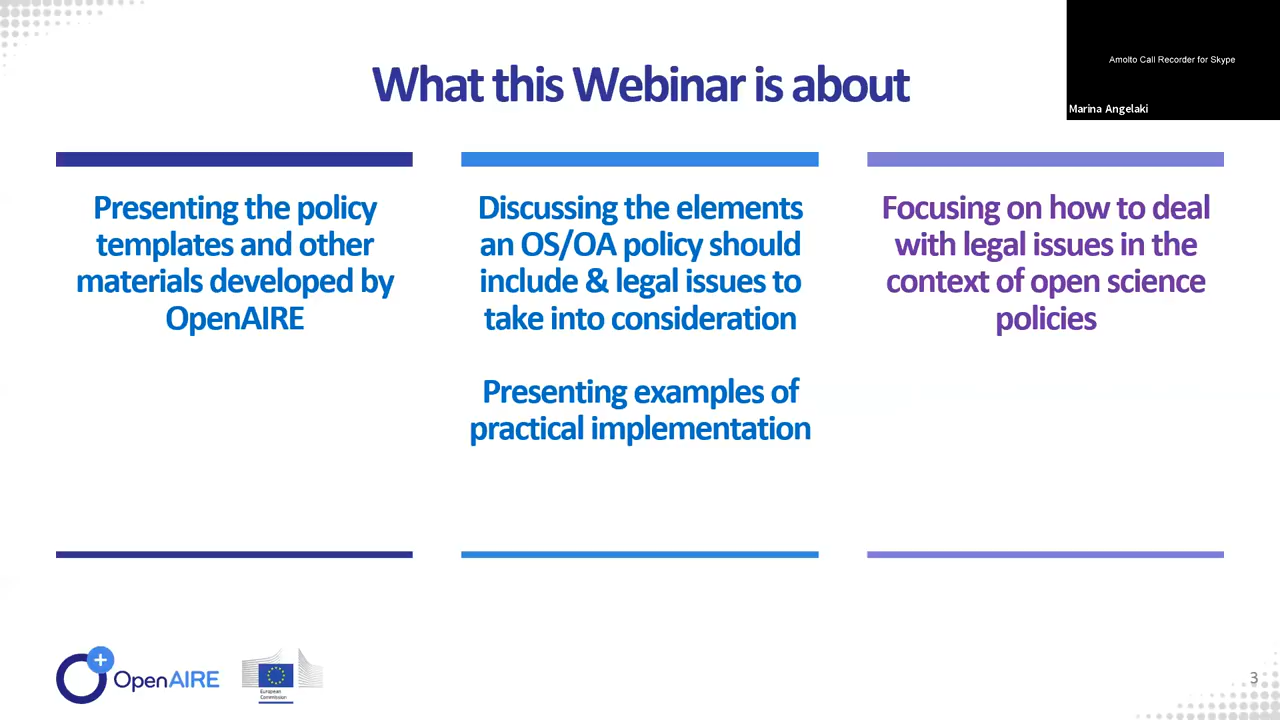 Amolto Call Recorder for Skype
Marina Angelaki
What this Webinar is about
Presenting the policy
templates and other
materials developed by
OpenAIRE
Discussing the elements
an OS/OA policy should
include & legal issues to
take into consideration
Presenting examples of
practical implementation
Focusing on how to deal
with legal issues in the
context of open science
policies
OpenAIRE
European
Commission
3